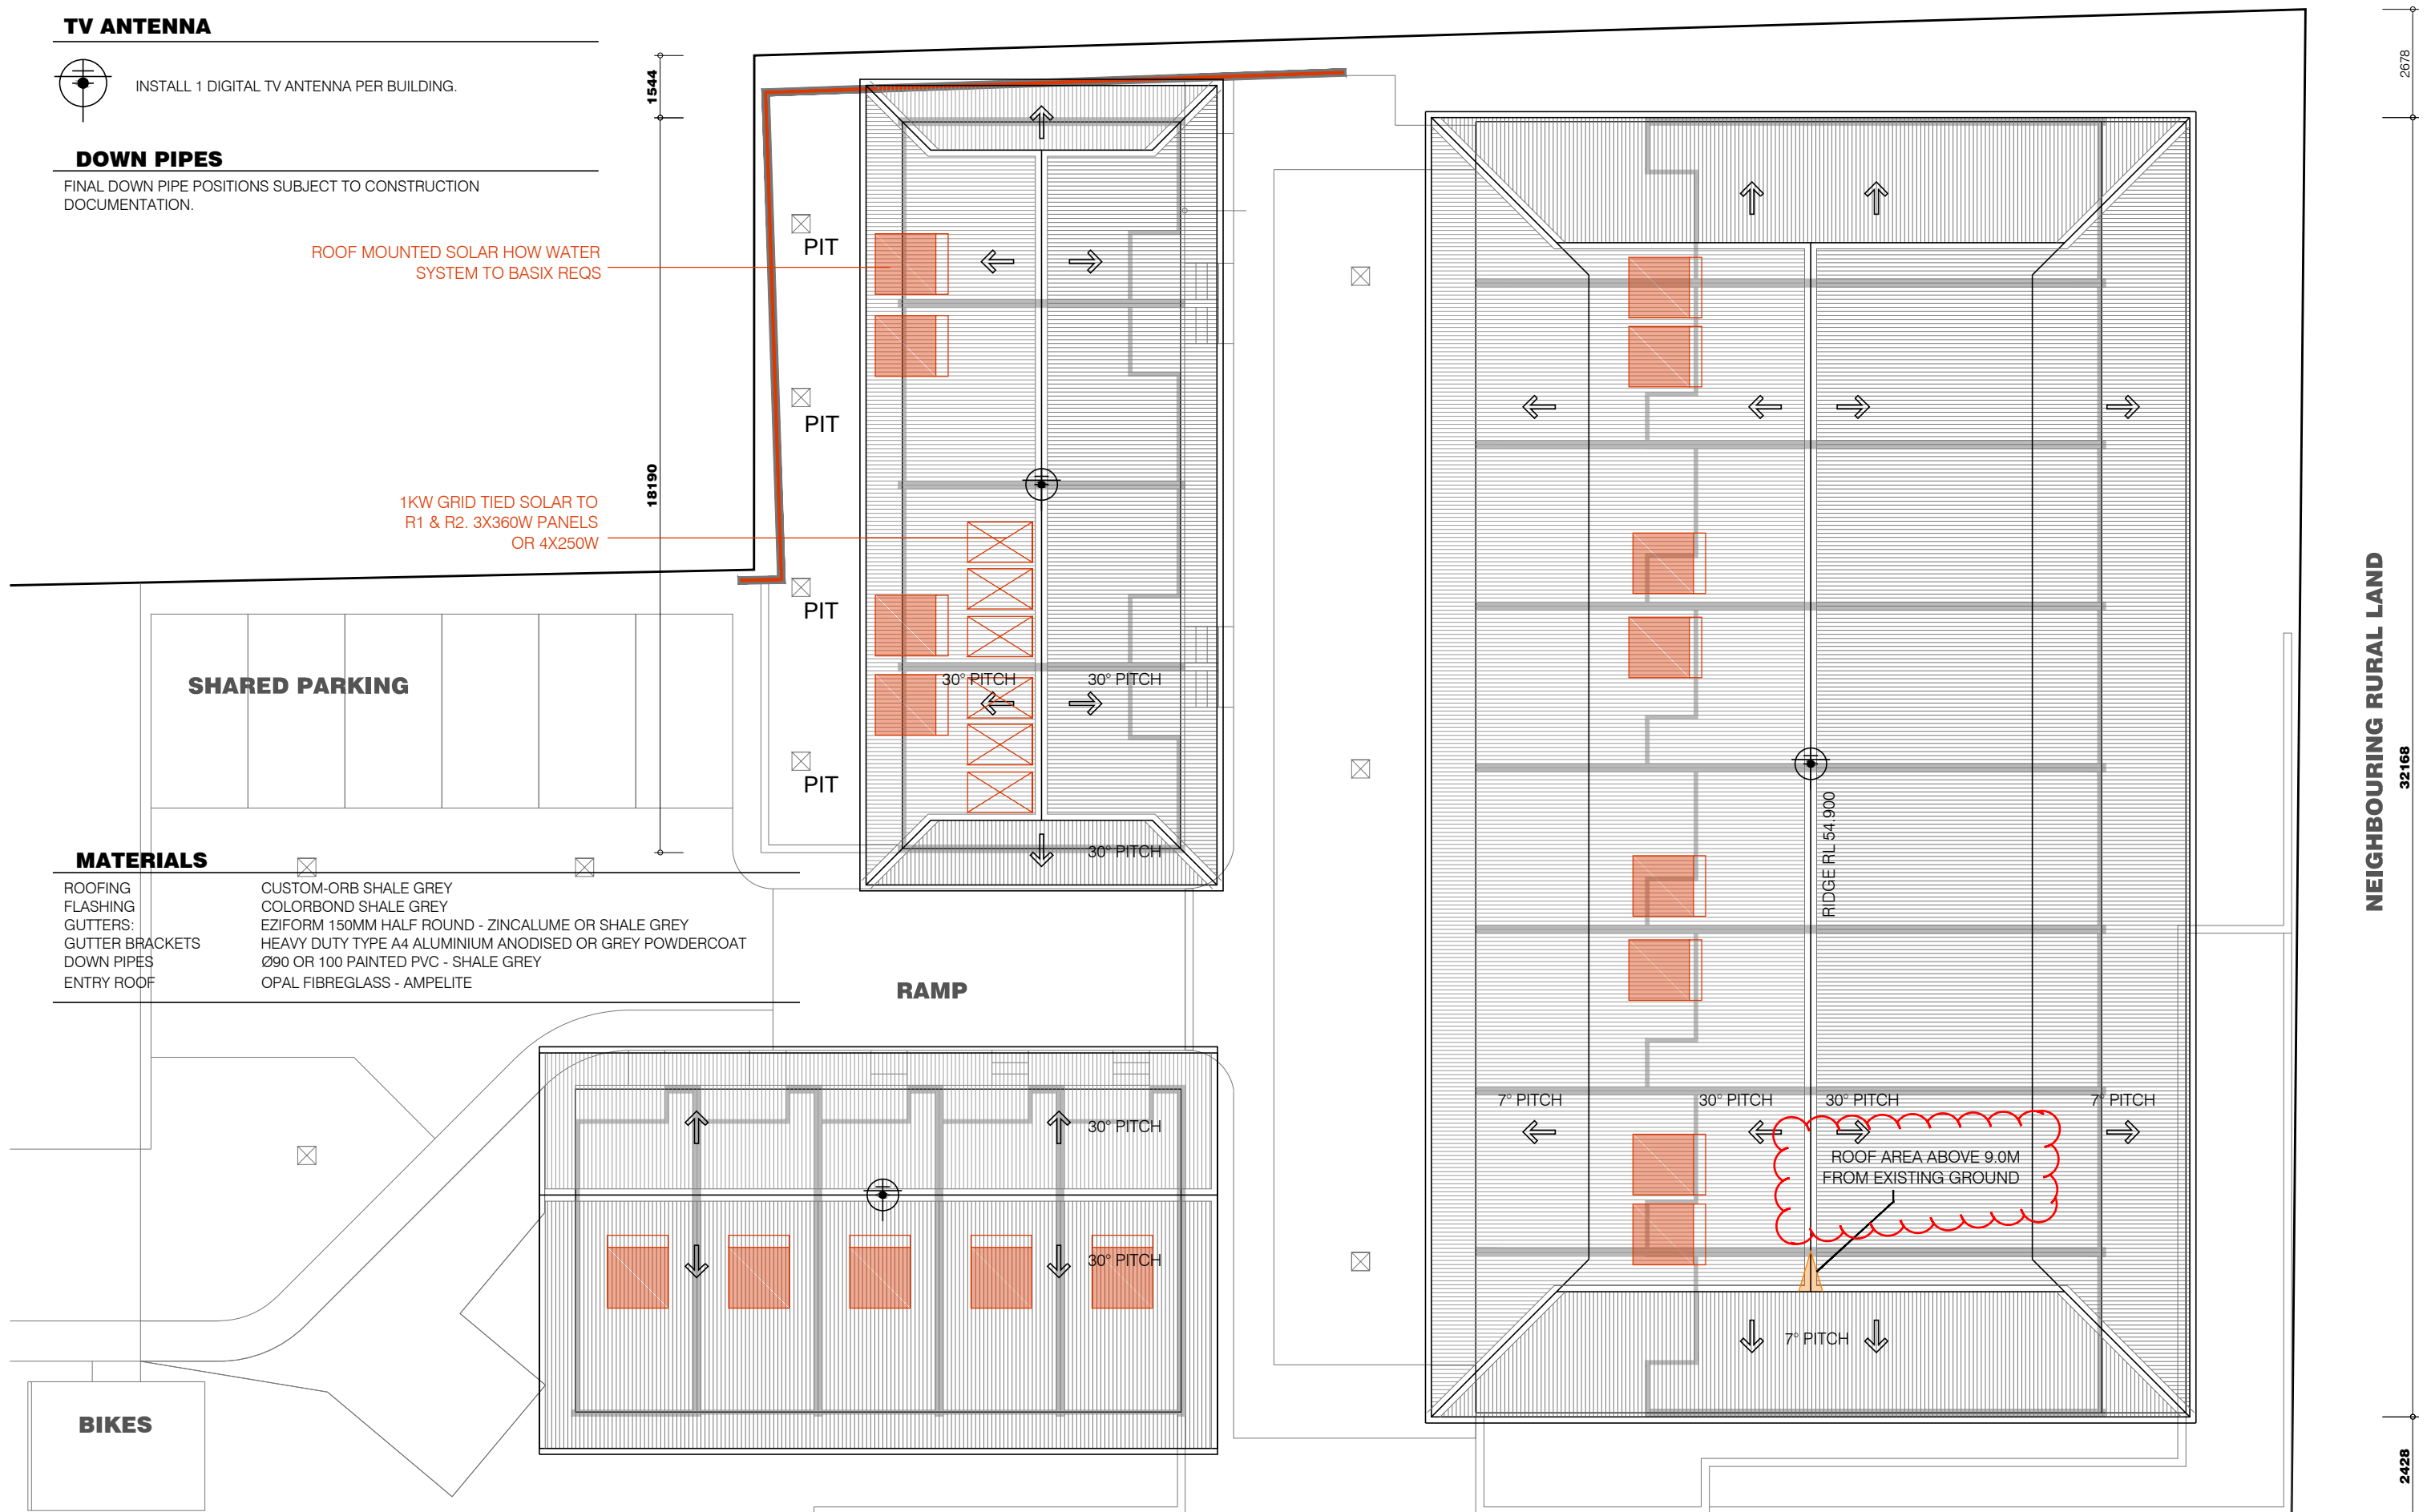 TV ANTENNA
INSTALL 1 DIGITAL TV ANTENNA PER BUILDING.
DOWN PIPES
FINAL DOWN PIPE POSITIONS SUBJECT TO CONSTRUCTION
DOCUMENTATION.
ROOF MOUNTED SOLAR HOW WATER
SYSTEM TO BASIX REQS
1KW GRID TIED SOLAR TO
R1 & R2. 3X360W PANELS
OR 4X250W
1544
18190
PIT
PIT
PIT
PIT
SHARED PARKING
MATERIALS
ROOFING CUSTOM-ORB SHALE GREY
FLASHING COLORBOND SHALE GREY
GUTTERS: EZIFORM 150MM HALF ROUND - ZINCALUME OR SHALE GREY
GUTTER BRACKETS HEAVY DUTY TYPE A4 ALUMINIUM ANODISED OR GREY POWDERCOAT
DOWN PIPES Ø90 OR 100 PAINTED PVC - SHALE GREY
ENTRY ROOF OPAL FIBREGLASS - AMPELITE
30° PITCH
30° PITCH
30° PITCH
RAMP
30° PITCH
30° PITCH
BIKES
RIDGE RL 54.900
7° PITCH
30° PITCH
30° PITCH
7° PITCH
ROOF AREA ABOVE 9.0M
FROM EXISTING GROUND
7° PITCH
NEIGHBOURING RURAL LAND
2678
32168
2428